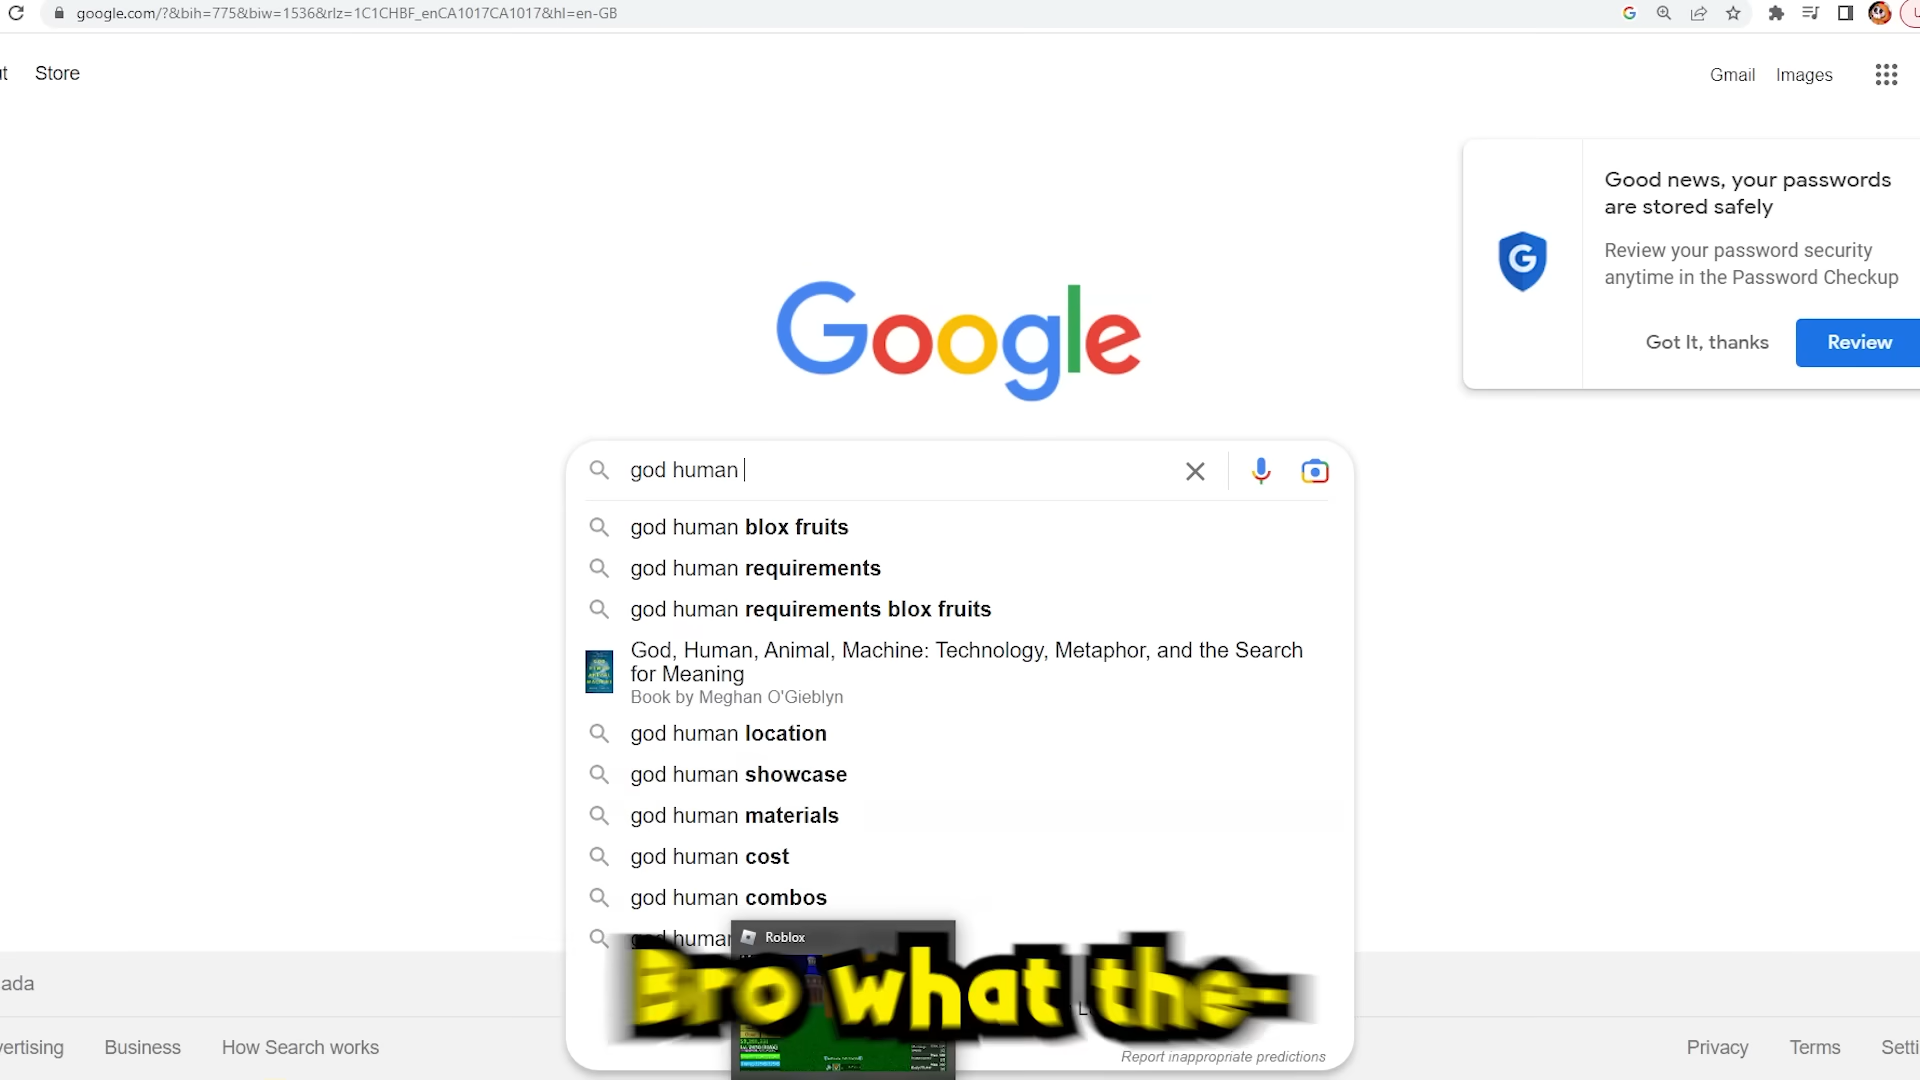 google.com/?&bih=775&biw=1536&rlz=1C1CHBF_enCA1017CA1017&hl=en-GB
Store
Gmail Images
Good news, your passwords
are stored safely
Review your password security
anytime in the Password Checkup
Got It, thanks Review
Google
god human
god human blox fruits
god human requirements
god human requirements blox fruits
God, Human, Animal, Machine: Technology, Metaphor, and the Search
for Meaning
Book by Meghan O'Gieblyn
god human location
god human showcase
god human materials
god human cost
god human combos
god human
Roblox
Bro what the-
ada
ertising Business How Search works
Report inappropriate predictions
Privacy Terms Setti